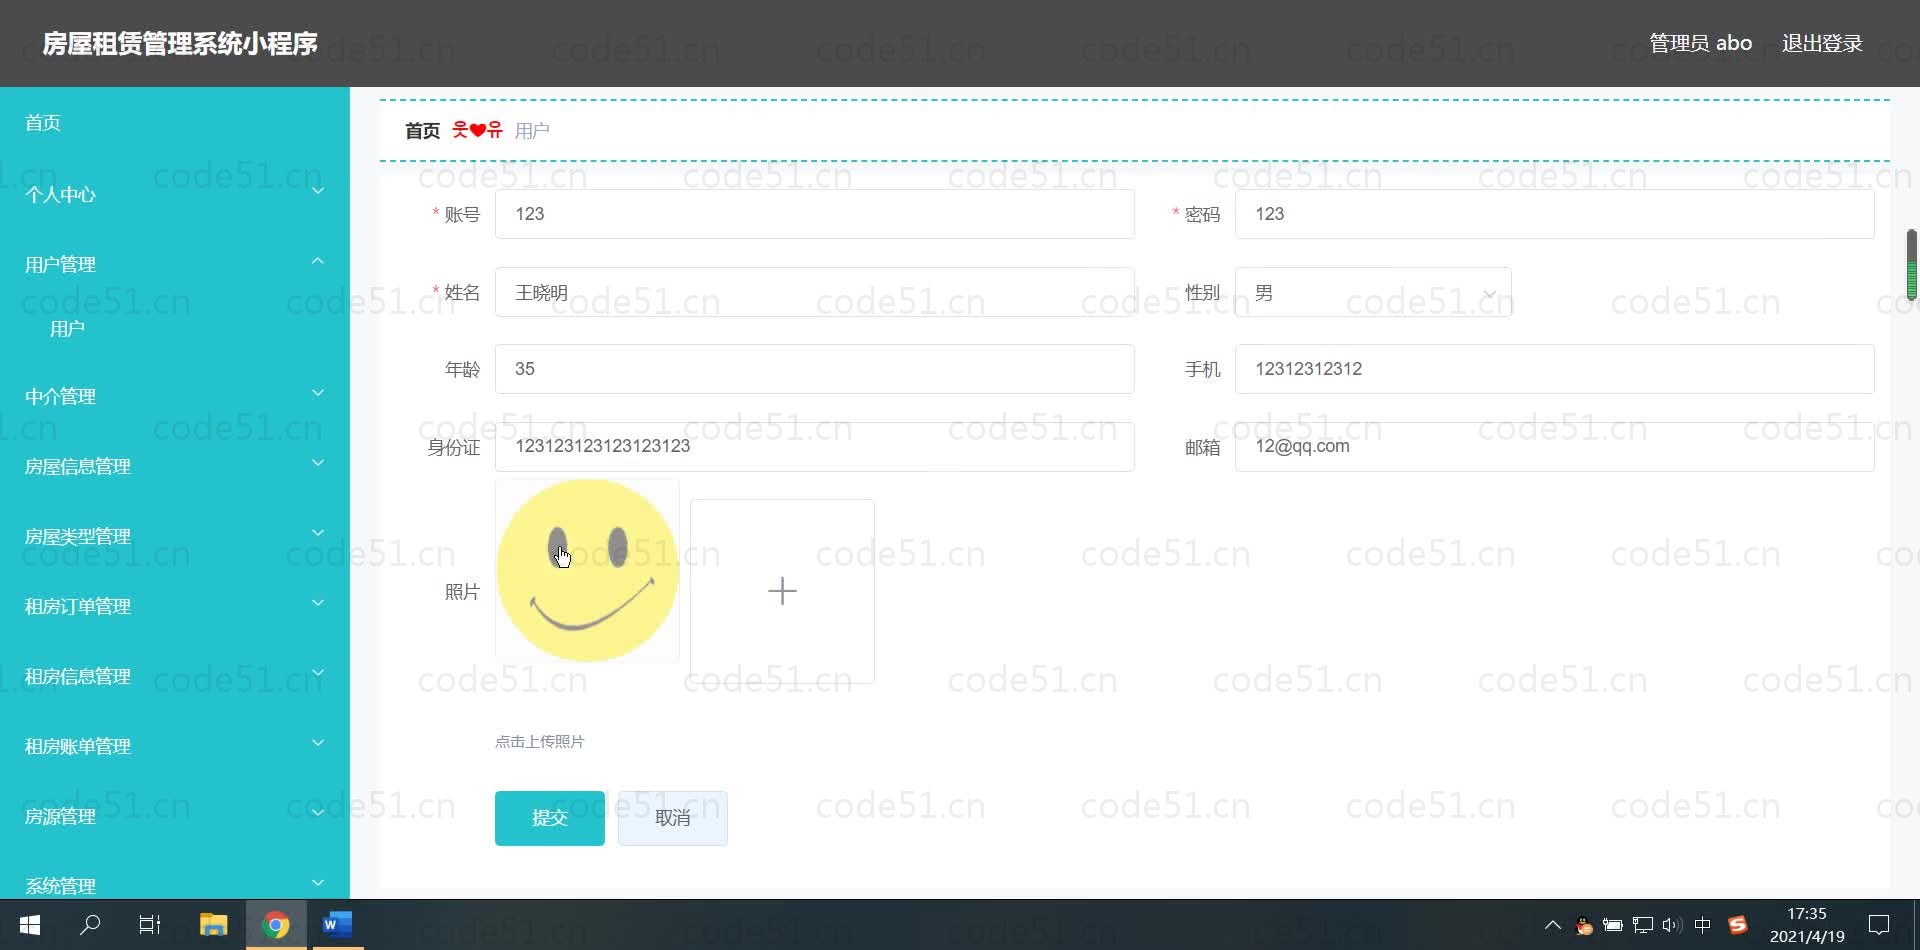 房屋租赁管理系统小程序
管理员 abo
退出登录
首页
个人中心
用户管理
用户
中介管理
房屋信息管理
房屋类型管理
租房订单管理
租房信息管理
租房账单管理
房源管理
系统管理
首页 웃❤유 用户
* 账号 123
* 密码 123
* 姓名 王晓明
性别 男
年龄 35
手机 12312312312
身份证 123123123123123123
邮箱 12@qq.com
照片
点击上传照片
提交
取消
code51.cn
中
17:35
2021/4/19